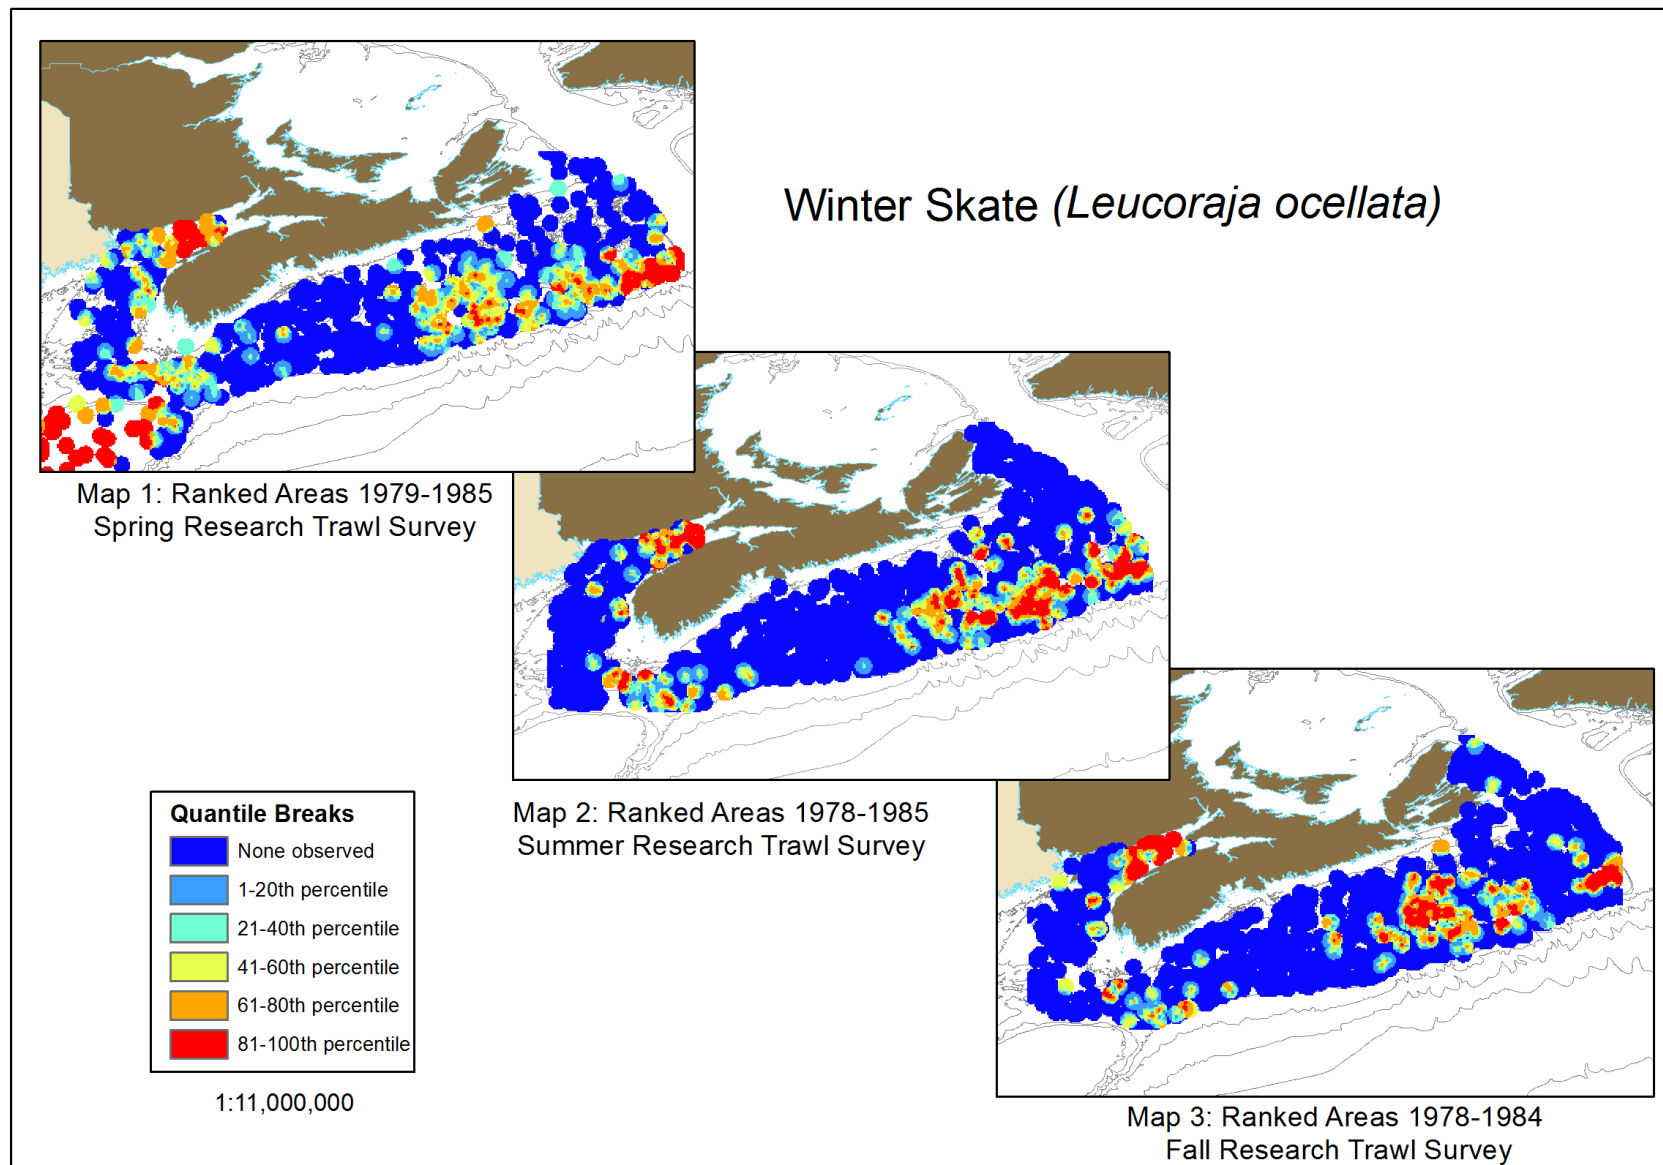 Winter Skate (Leucoraja ocellata)
Map 1: Ranked Areas 1979-1985
Spring Research Trawl Survey
Map 2: Ranked Areas 1978-1985
Summer Research Trawl Survey
Map 3: Ranked Areas 1978-1984
Fall Research Trawl Survey
Quantile Breaks
None observed
1-20th percentile
21-40th percentile
41-60th percentile
61-80th percentile
81-100th percentile
1:11,000,000